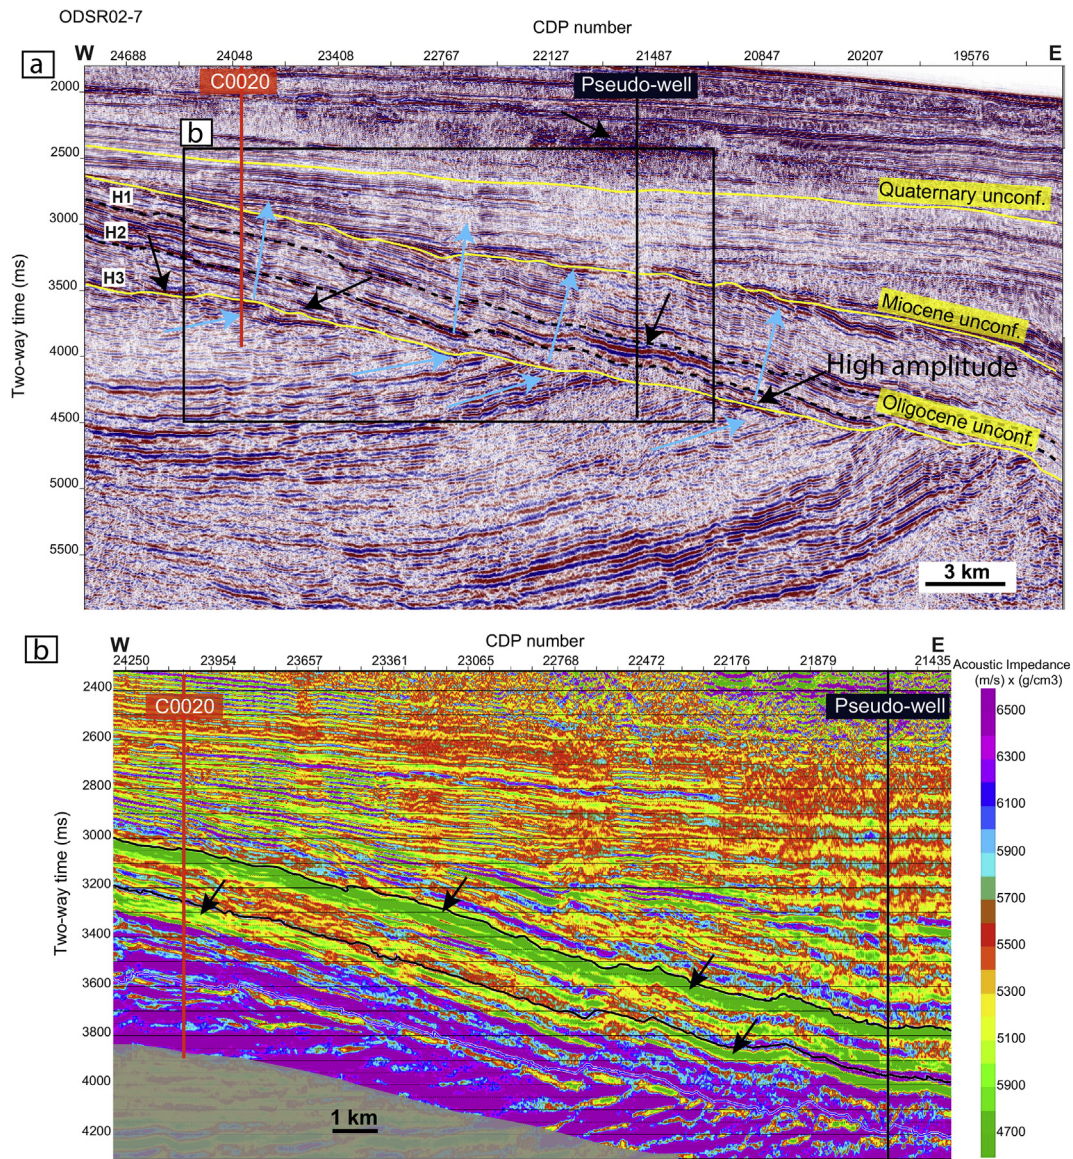 ODSR02-7
CDP number
a
W
E
24688 24048 23408 22767 22127 21487 20847 20207 19576
C0020
Pseudo-well
2000
2500
3000
3500
4000
4500
5000
5500
Two-way time (ms)
b
H1
H2
H3
Quaternary unconf.
Miocene unconf.
High amplitude
Oligocene unconf.
3 km
b
W
CDP number
E
24250 23954 23657 23361 23065 22768 22472 22176 21879 21435
C0020
Pseudo-well
2400
2600
2800
3000
3200
3400
3600
3800
4000
4200
Two-way time (ms)
1 km
Acoustic Impedance
(m/s) x (g/cm3)
6500
6300
6100
5900
5700
5500
5300
5100
5900
4700